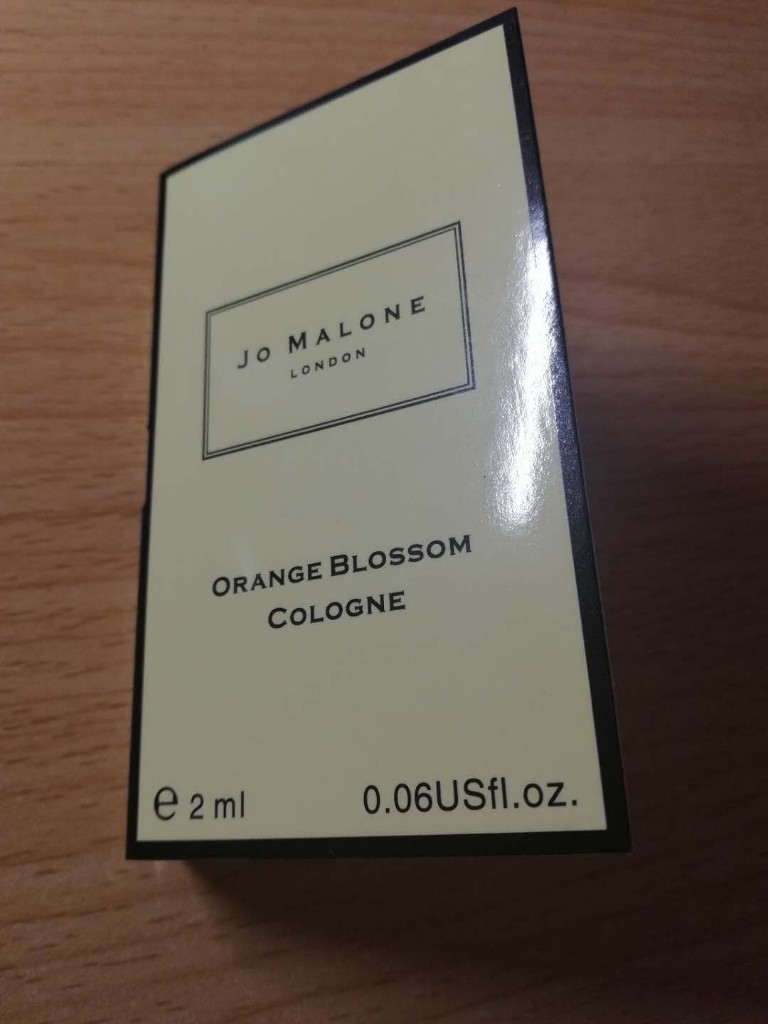 JO MALONE
LONDON
ORANGE BLOSSOM
COLOGNE
℮ 2 ml 0.06USfl.oz.